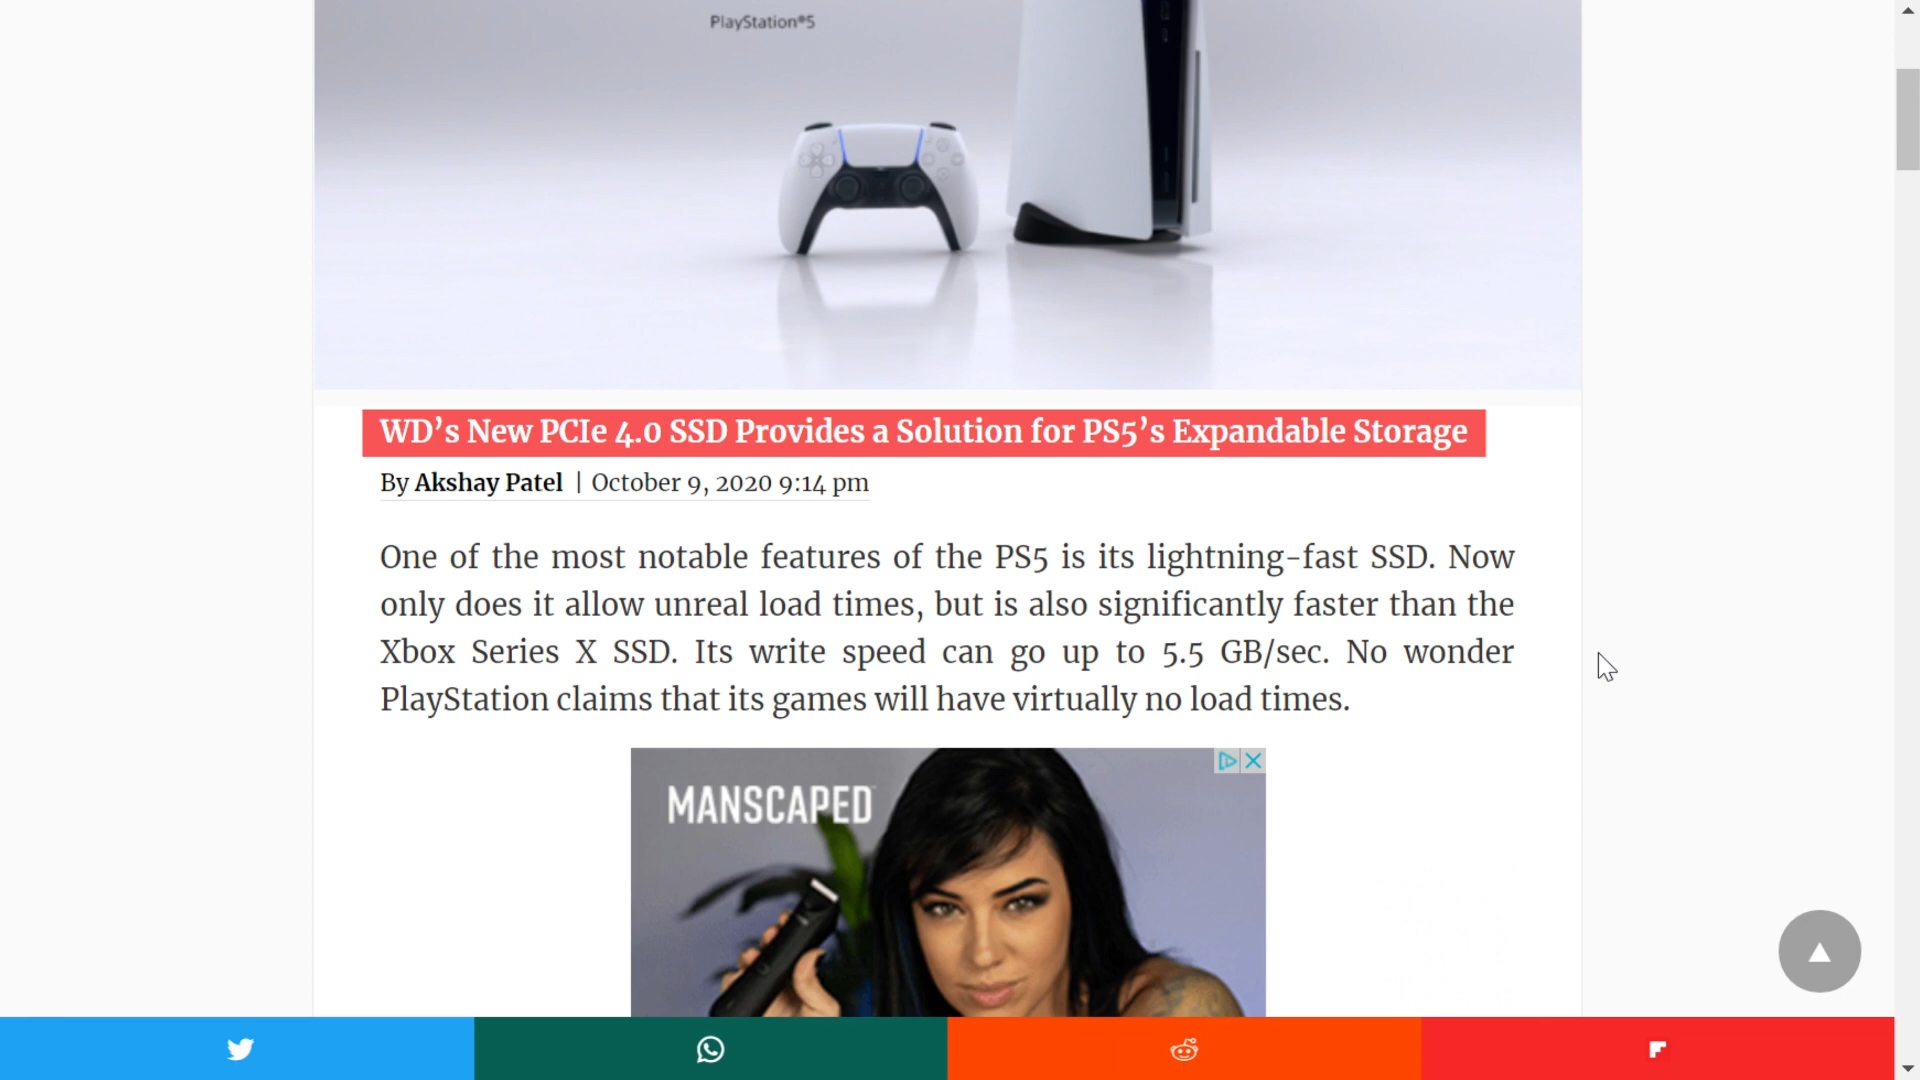 PlayStation®5
WD’s New PCIe 4.0 SSD Provides a Solution for PS5’s Expandable Storage
By Akshay Patel | October 9, 2020 9:14 pm
One of the most notable features of the PS5 is its lightning-fast SSD. Now
only does it allow unreal load times, but is also significantly faster than the
Xbox Series X SSD. Its write speed can go up to 5.5 GB/sec. No wonder
PlayStation claims that its games will have virtually no load times.
MANSCAPED